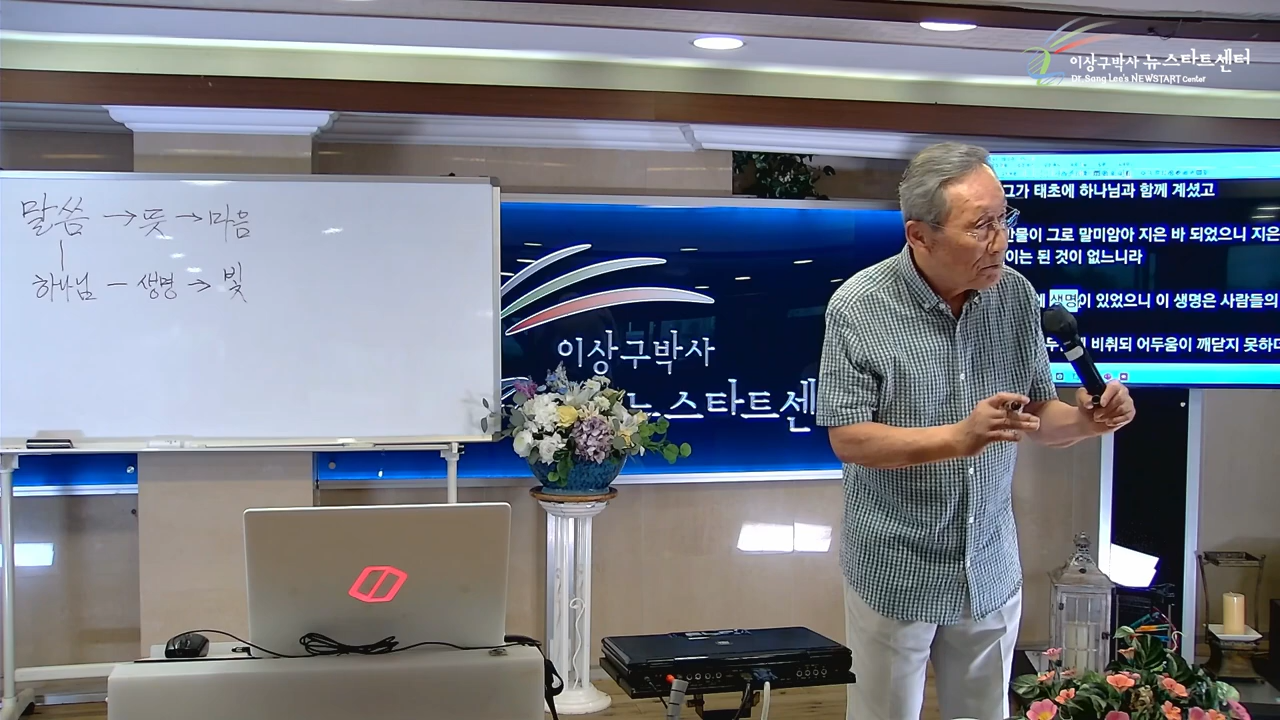 이상구박사 뉴스타트센터
Dr. Sang Lee's NEWSTART Center
말씀 → 뜻 → 마음
하나님 - 생명 → 빛
이상구박사
뉴스타트센
그가 태초에 하나님과 함께 계셨고
만물이 그로 말미암아 지은 바 되었으니 지은
이는 된 것이 없느니라
에 생명이 있었으니 이 생명은 사람들의
비취되 어두움이 깨닫지 못하더